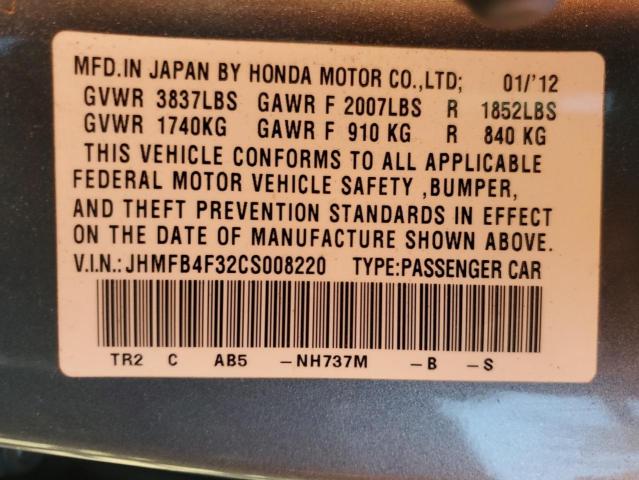 MFD.IN JAPAN BY HONDA MOTOR CO.,LTD; 01/'12
GVWR 3837LBS GAWR F 2007LBS R 1852LBS
GVWR 1740KG GAWR F 910 KG R 840 KG
THIS VEHICLE CONFORMS TO ALL APPLICABLE
FEDERAL MOTOR VEHICLE SAFETY ,BUMPER,
AND THEFT PREVENTION STANDARDS IN EFFECT
ON THE DATE OF MANUFACTURE SHOWN ABOVE.
V.I.N.:JHMFB4F32CS008220 TYPE:PASSENGER CAR
TR2 C AB5 -NH737M -B -S